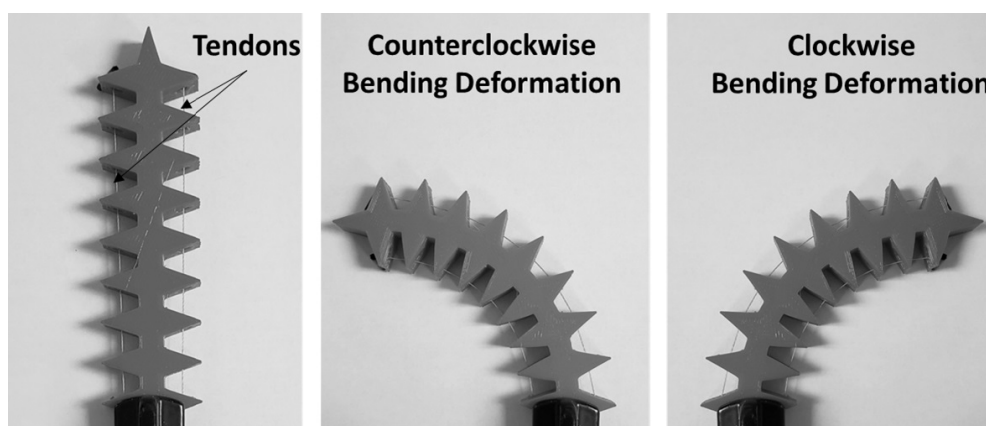 Tendons
Counterclockwise
Bending Deformation
Clockwise
Bending Deformation